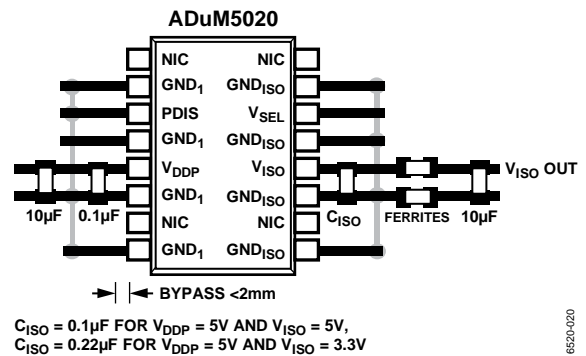 ADuM5020
NIC NIC
GND1 GNDISO
PDIS VSEL
GND1 GNDISO
VDDP VISO
VISO OUT
GND1 GNDISO
10µF 0.1µF CISO FERRITES 10µF
NIC NIC
GND1 GNDISO
BYPASS <2mm
CISO = 0.1µF FOR VDDP = 5V AND VISO = 5V,
CISO = 0.22µF FOR VDDP = 5V AND VISO = 3.3V
6520-020